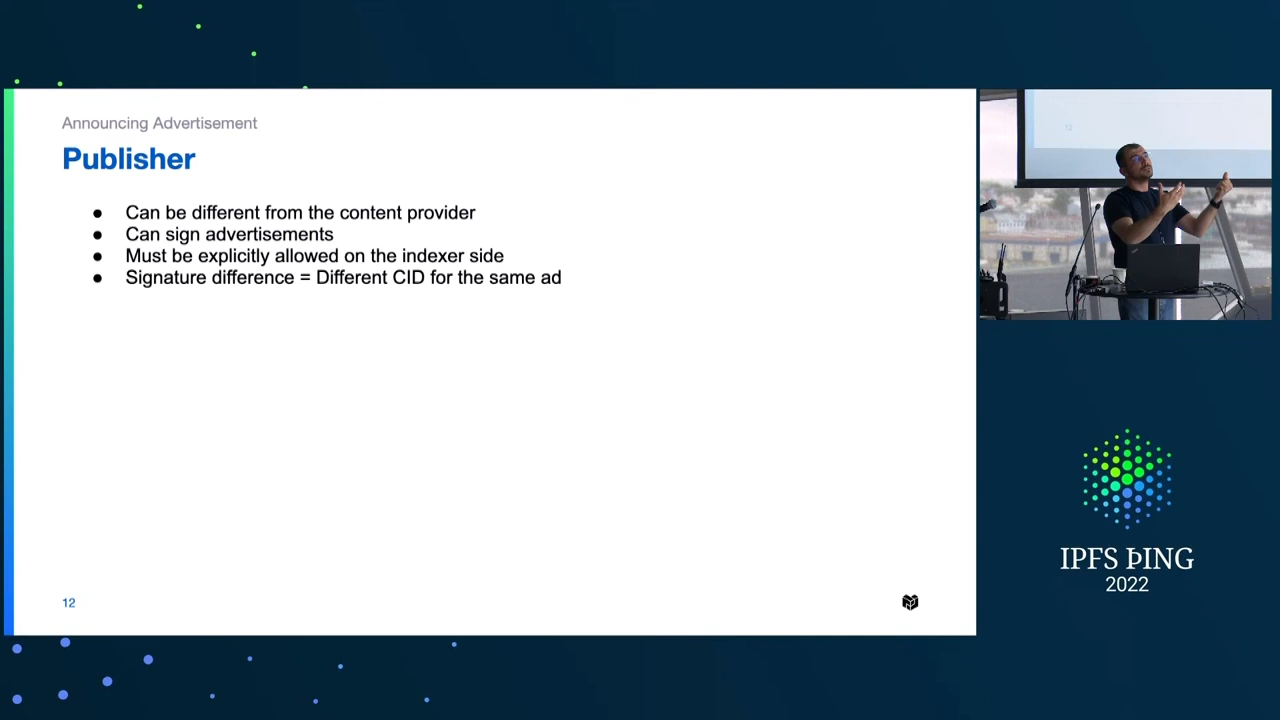 Announcing Advertisement
Publisher
● Can be different from the content provider
● Can sign advertisements
● Must be explicitly allowed on the indexer side
● Signature difference = Different CID for the same ad
12
IPFS ÞING
2022